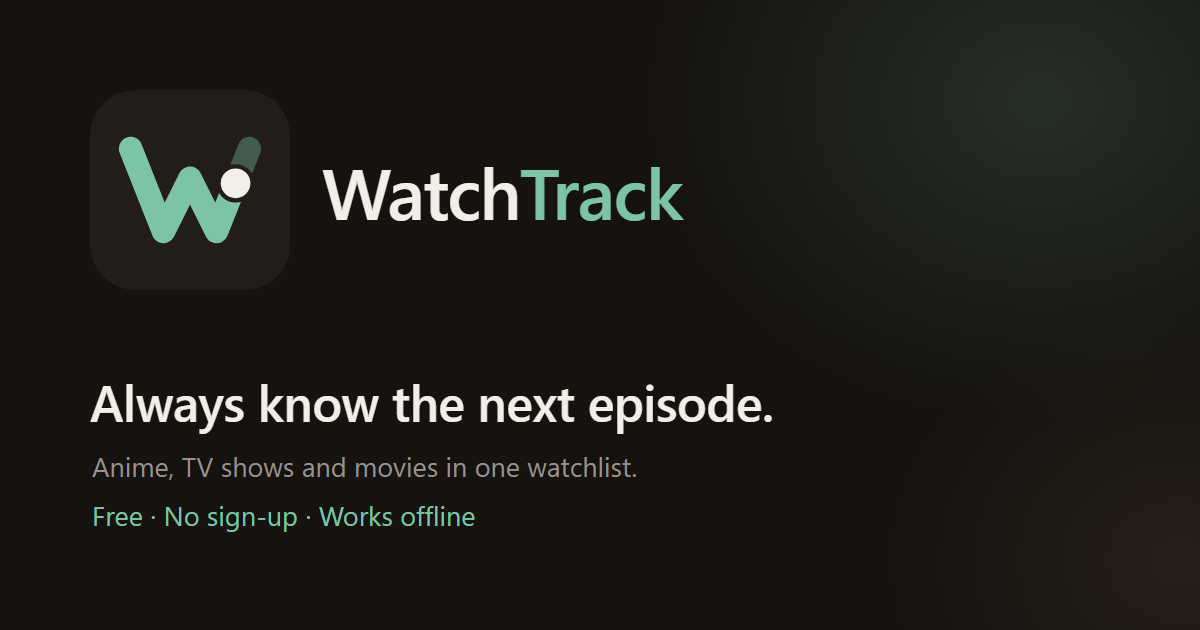 WatchTrack
Always know the next episode.
Anime, TV shows and movies in one watchlist.
Free · No sign-up · Works offline